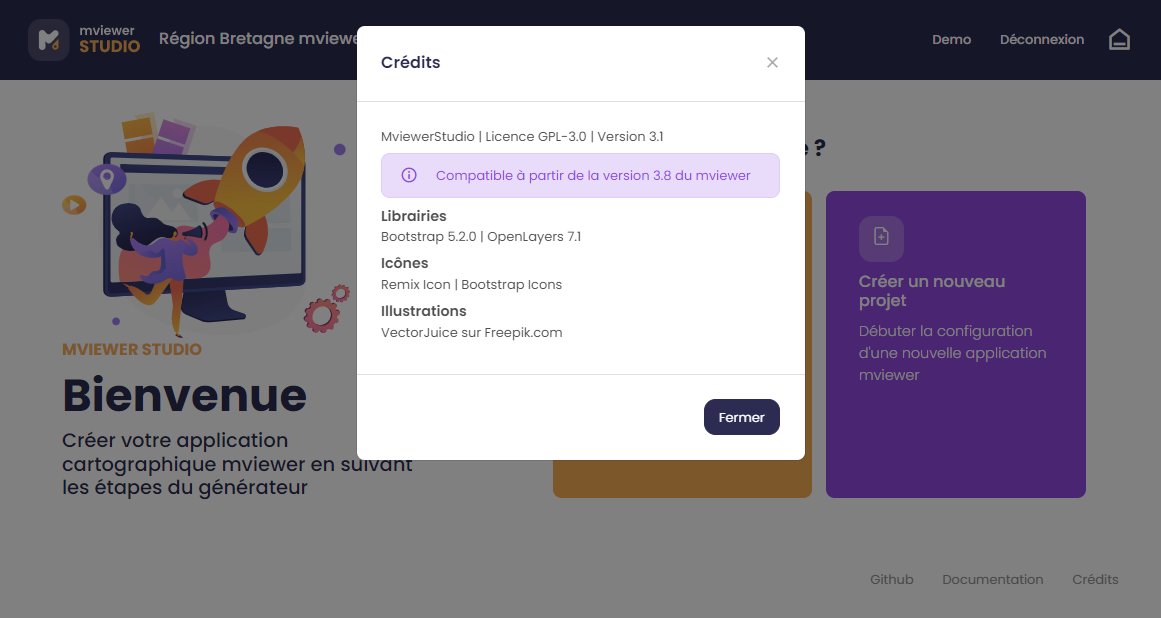 mviewer
STUDIO
Région Bretagne mviewe
Demo
Déconnexion
Crédits
MviewerStudio | Licence GPL-3.0 | Version 3.1
Compatible à partir de la version 3.8 du mviewer
Librairies
Bootstrap 5.2.0 | OpenLayers 7.1
Icônes
Remix Icon | Bootstrap Icons
Illustrations
VectorJuice sur Freepik.com
Fermer
?
MVIEWER STUDIO
Bienvenue
Créer votre application
cartographique mviewer en suivant
les étapes du générateur
Créer un nouveau
projet
Débuter la configuration
d'une nouvelle application
mviewer
Github
Documentation
Crédits